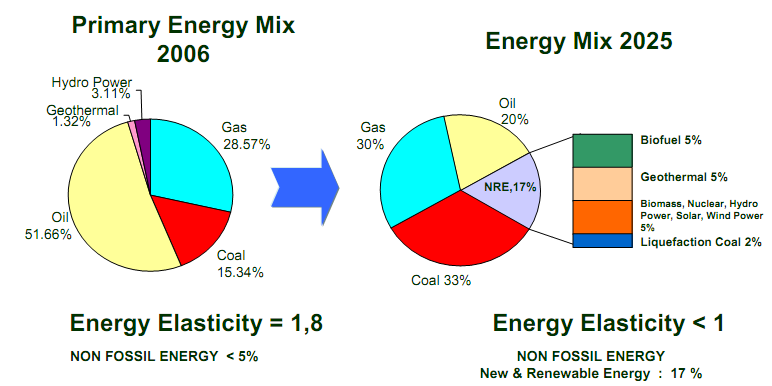 Primary Energy Mix
2006
Hydro Power
3.11%
Geothermal
1.32%
Gas
28.57%
Oil
51.66%
Coal
15.34%
Energy Elasticity = 1,8
NON FOSSIL ENERGY < 5%
Energy Mix 2025
Oil
20%
Gas
30%
NRE,17%
Coal 33%
Biofuel 5%
Geothermal 5%
Biomass, Nuclear, Hydro
Power, Solar, Wind Power
5%
Liquefaction Coal 2%
Energy Elasticity < 1
NON FOSSIL ENERGY
New & Renewable Energy : 17 %